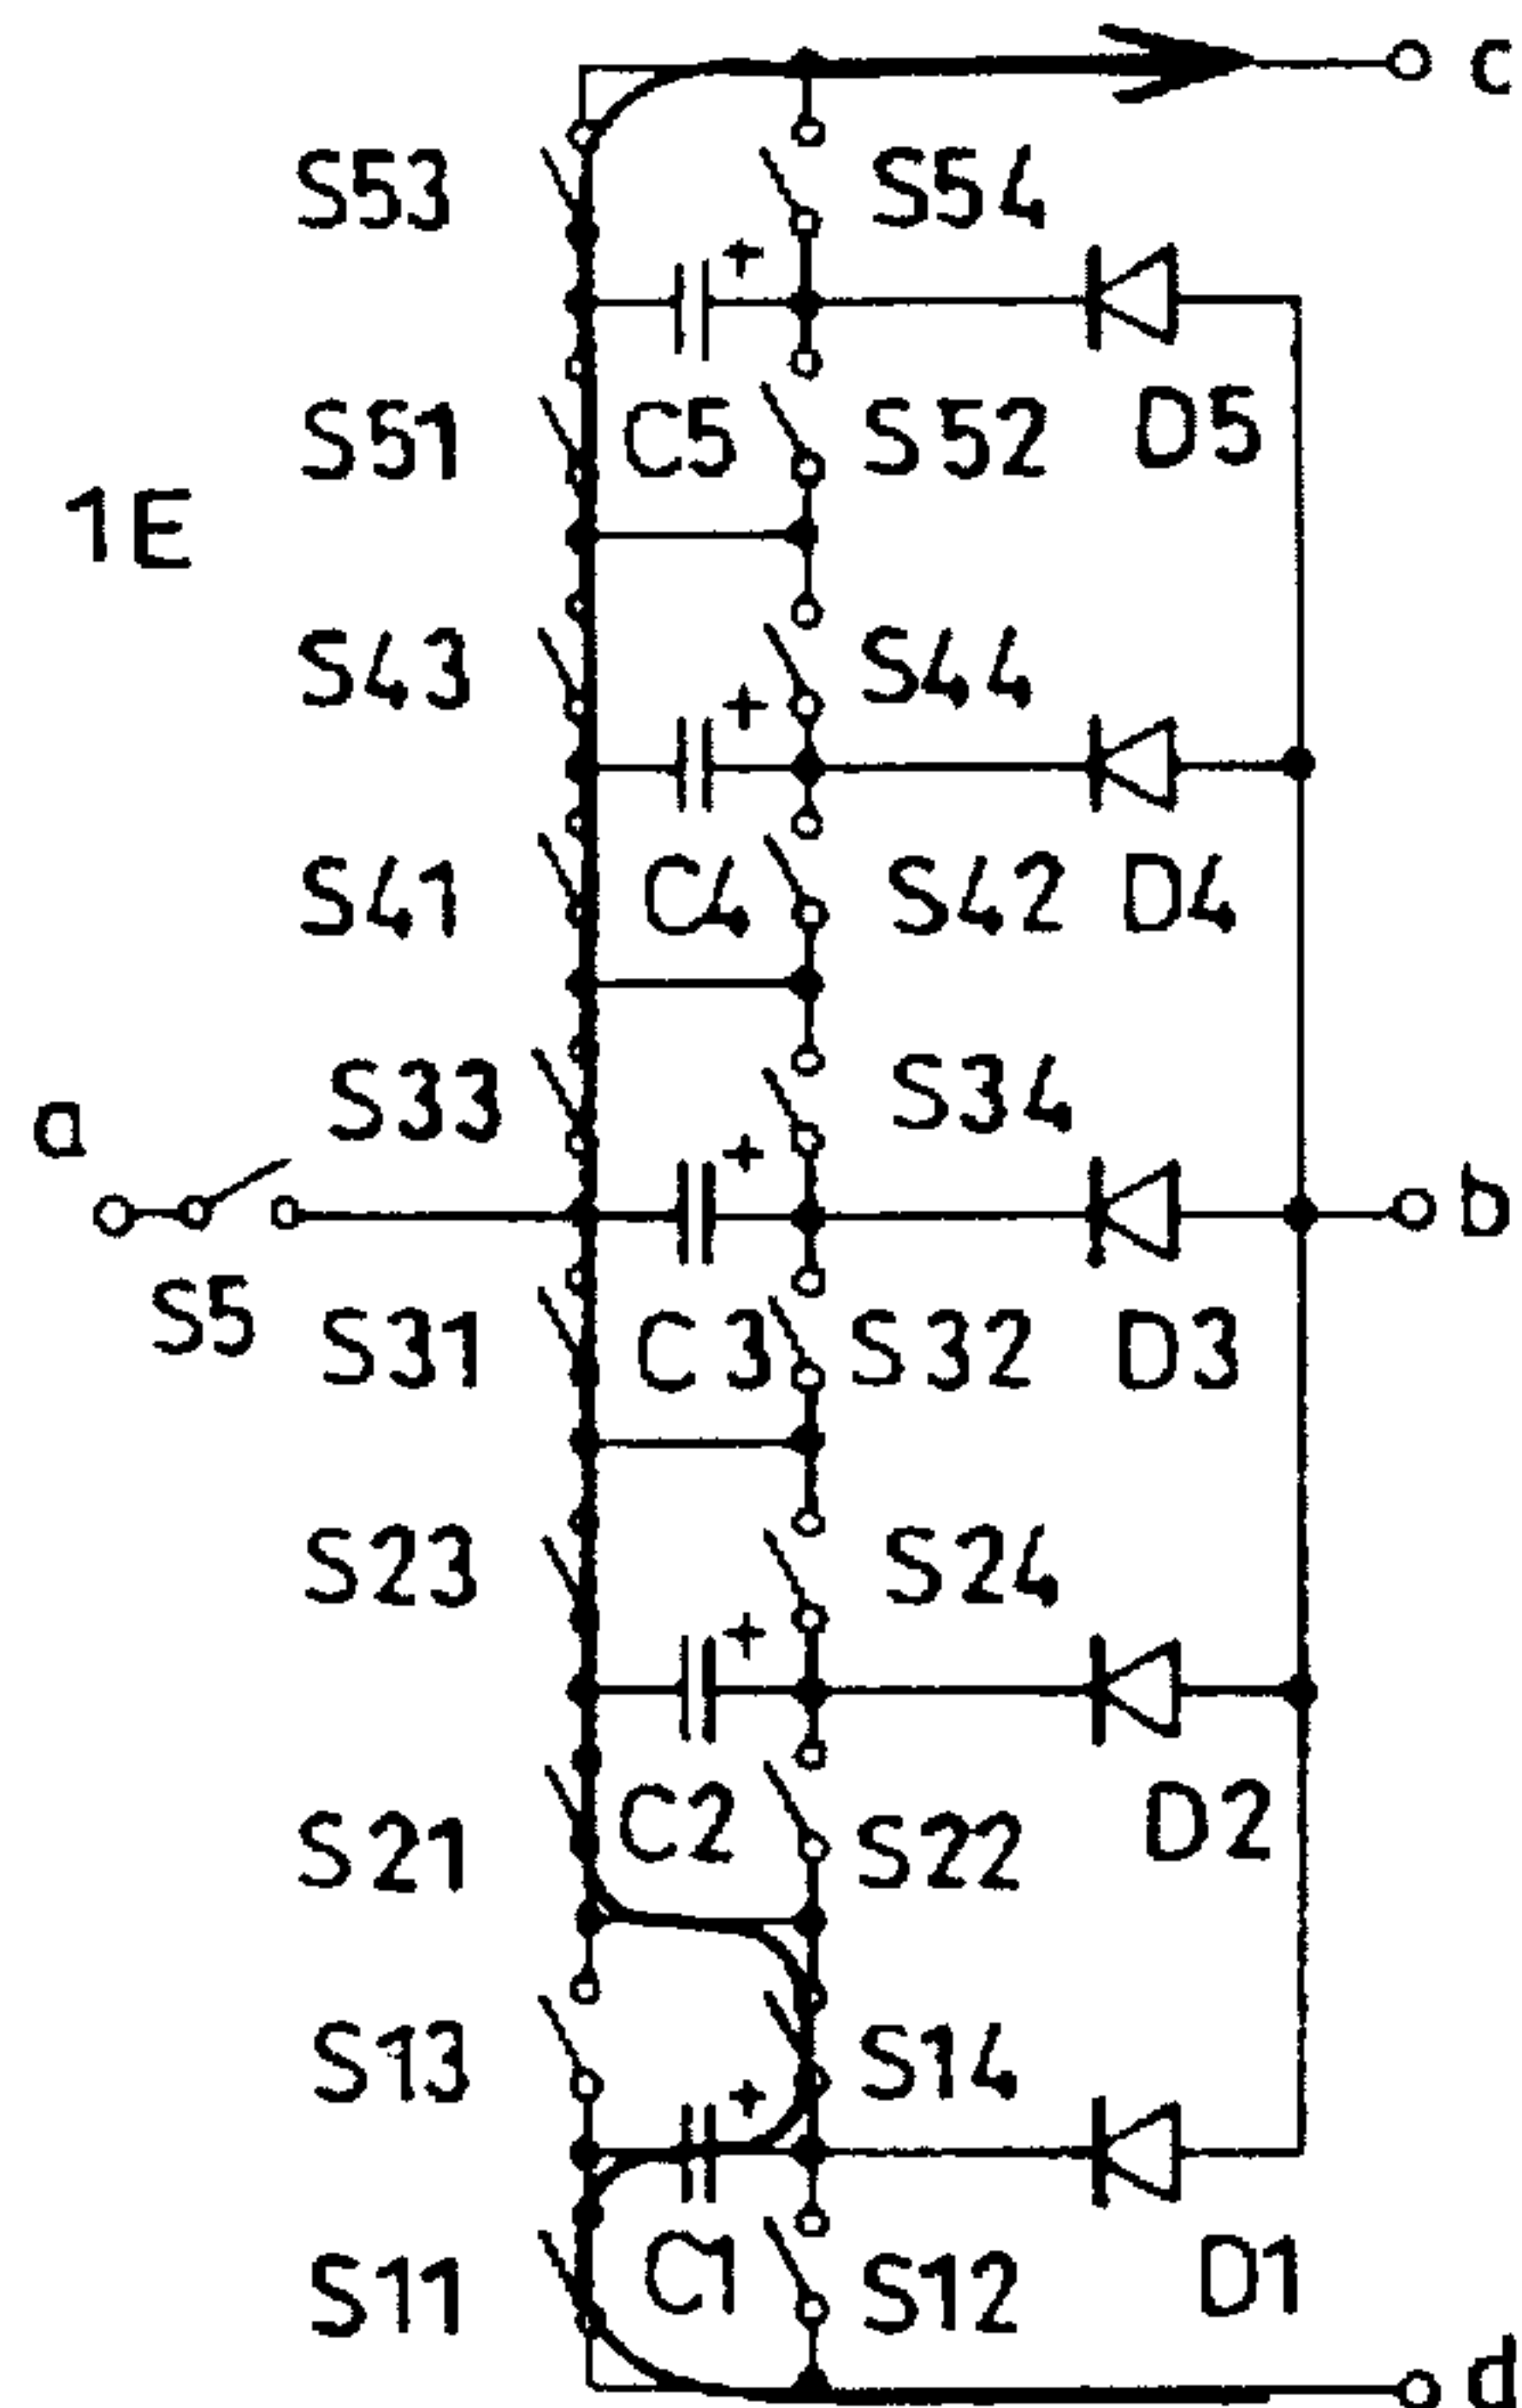 c
S53 S54
+
S51 C5 S52 D5
1E
S43 S44
+
S41 C4 S42 D4
S33 S34
a
+
b
S5 S31 C3 S32 D3
S23 S24
+
S21 C2 S22 D2
S13 S14
+
S11 C1 S12 D1
d